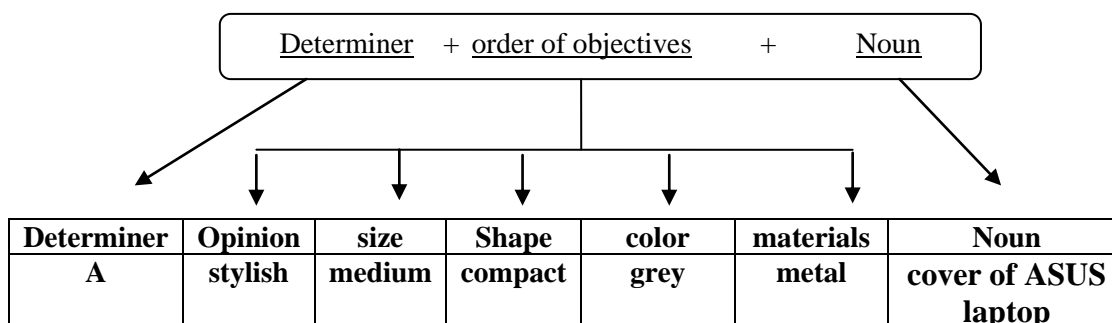 Determiner + order of objectives + Noun
Determiner Opinion size Shape color materials Noun
A stylish medium compact grey metal cover of ASUS
laptop